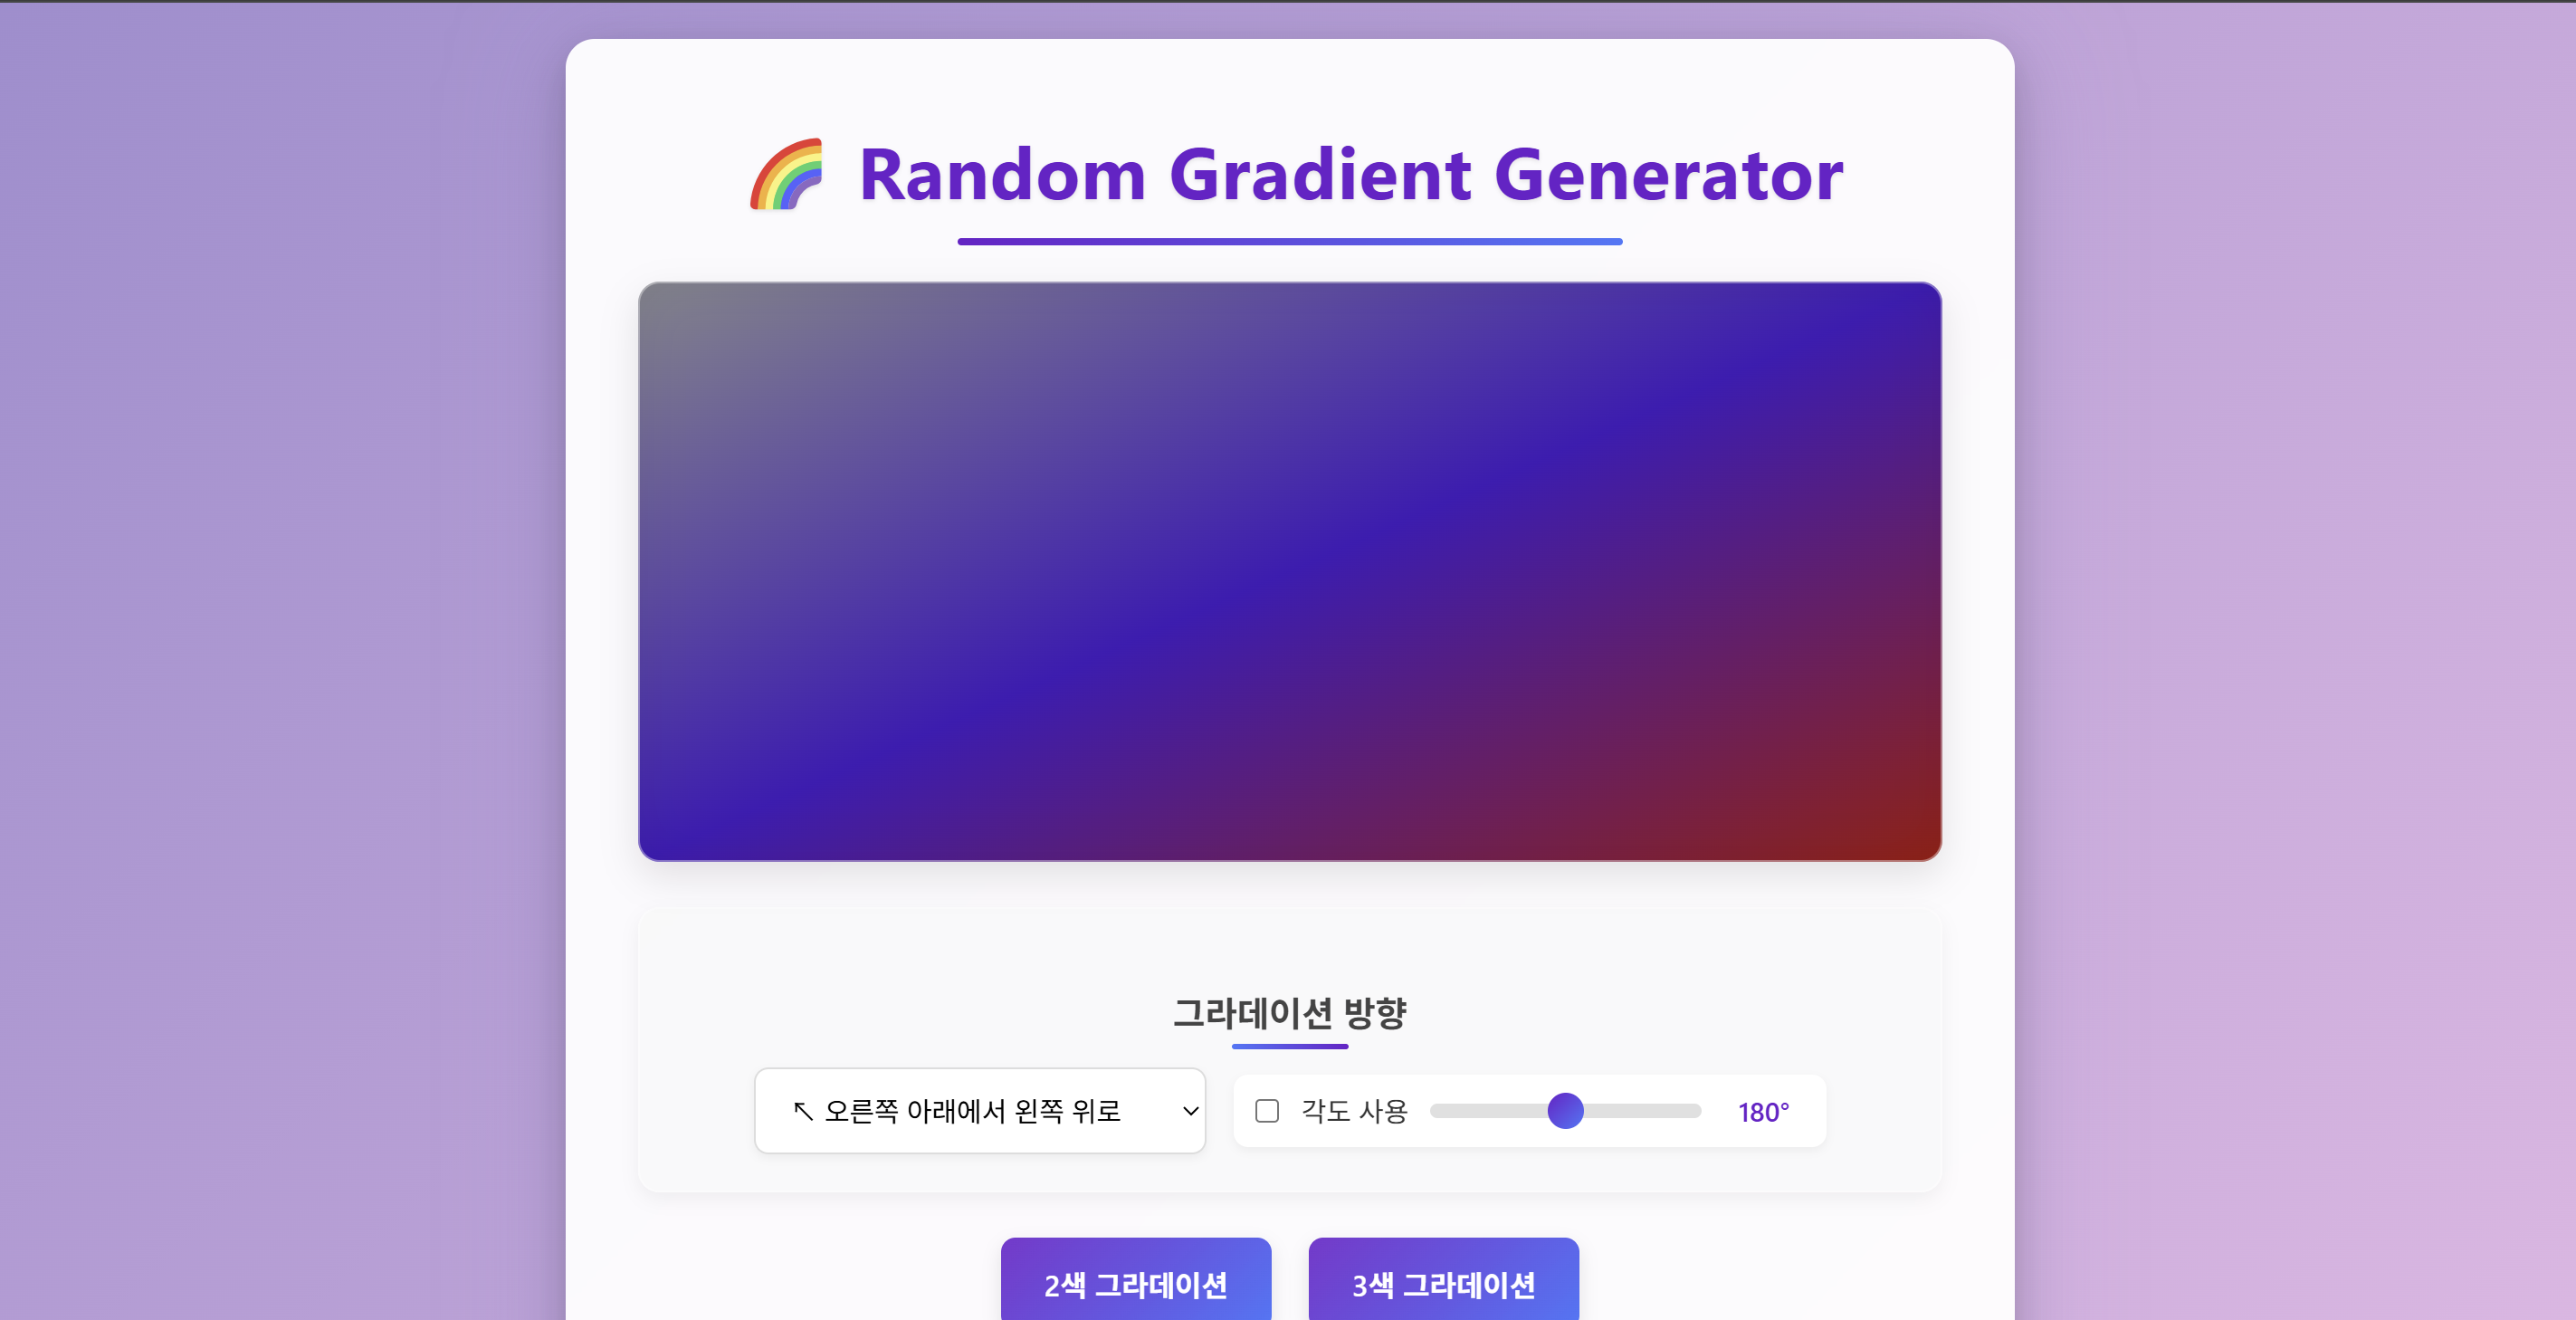 🌈 Random Gradient Generator
그라데이션 방향
↖ 오른쪽 아래에서 왼쪽 위로
각도 사용 180°
2색 그라데이션 3색 그라데이션